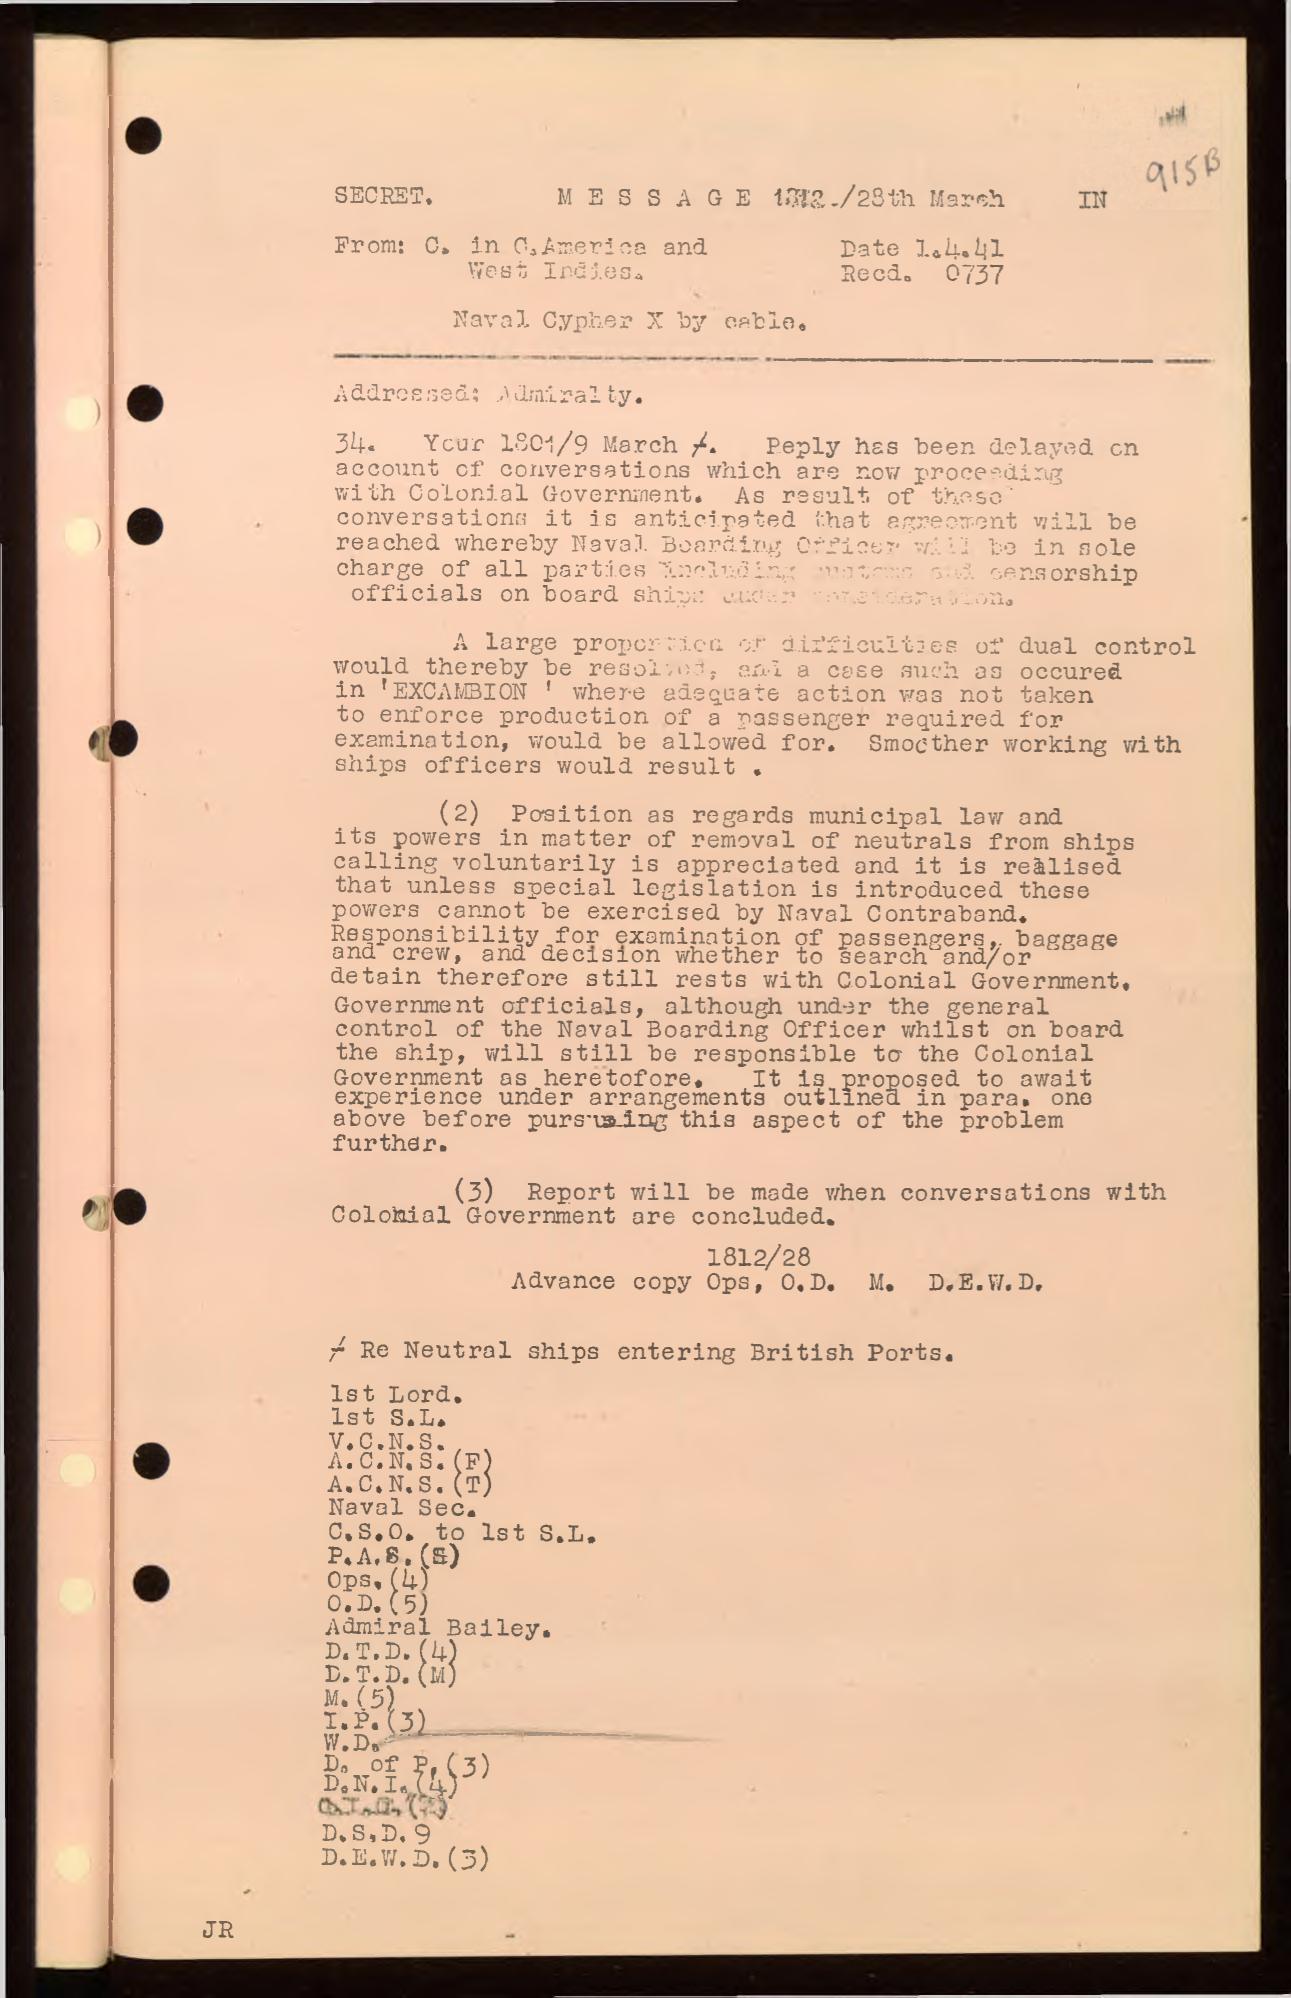 915B
SECRET. M E S S A G E 1812./28th March IN
From: C. in C. America and Date 1.4.41
West Indies. Recd. 0737
Naval Cypher X by cable.
Addressed: Admiralty.
34. Your 1801/9 March /. Reply has been delayed on
account of conversations which are now proceeding
with Colonial Government. As result of these
conversations it is anticipated that agreement will be
reached whereby Naval Boarding Officer will be in sole
charge of all parties including customs and censorship
officials on board ships under consideration.
A large proportion of difficulties of dual control
would thereby be resolved, and a case such as occured
in 'EXCAMBION ' where adequate action was not taken
to enforce production of a passenger required for
examination, would be allowed for. Smoother working with
ships officers would result .
(2) Position as regards municipal law and
its powers in matter of removal of neutrals from ships
calling voluntarily is appreciated and it is realised
that unless special legislation is introduced these
powers cannot be exercised by Naval Contraband.
Responsibility for examination of passengers, baggage
and crew, and decision whether to search and/or
detain therefore still rests with Colonial Government.
Government officials, although under the general
control of the Naval Boarding Officer whilst on board
the ship, will still be responsible to the Colonial
Government as heretofore. It is proposed to await
experience under arrangements outlined in para. one
above before pursuing this aspect of the problem
further.
(3) Report will be made when conversations with
Colonial Government are concluded.
1812/28
Advance copy Ops, O.D. M. D.E.W.D.
/ Re Neutral ships entering British Ports.
1st Lord.
1st S.L.
V.C.N.S.
A.C.N.S.(F)
A.C.N.S.(T)
Naval Sec.
C.S.O. to 1st S.L.
P.A.S.(S)
Ops.(4)
O.D.(5)
Admiral Bailey.
D.T.D.(4)
D.T.D.(M)
M.(5)
I.P.(3)
W.D.
D. of P.(3)
D.N.I.(4)
D.S.D.9
D.E.W.D.(3)
JR